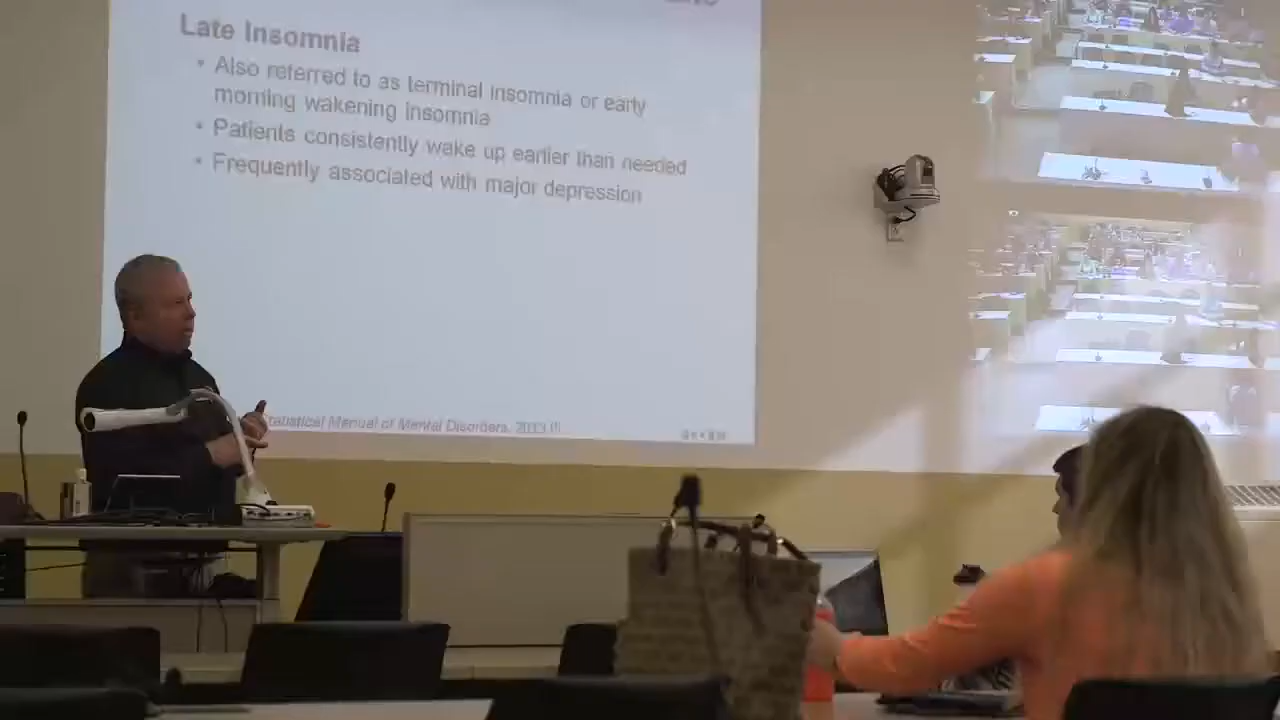 Late Insomnia
• Also referred to as terminal insomnia or early
morning wakening insomnia
• Patients consistently wake up earlier than needed
• Frequently associated with major depression
Statistical Manual of Mental Disorders, 2013